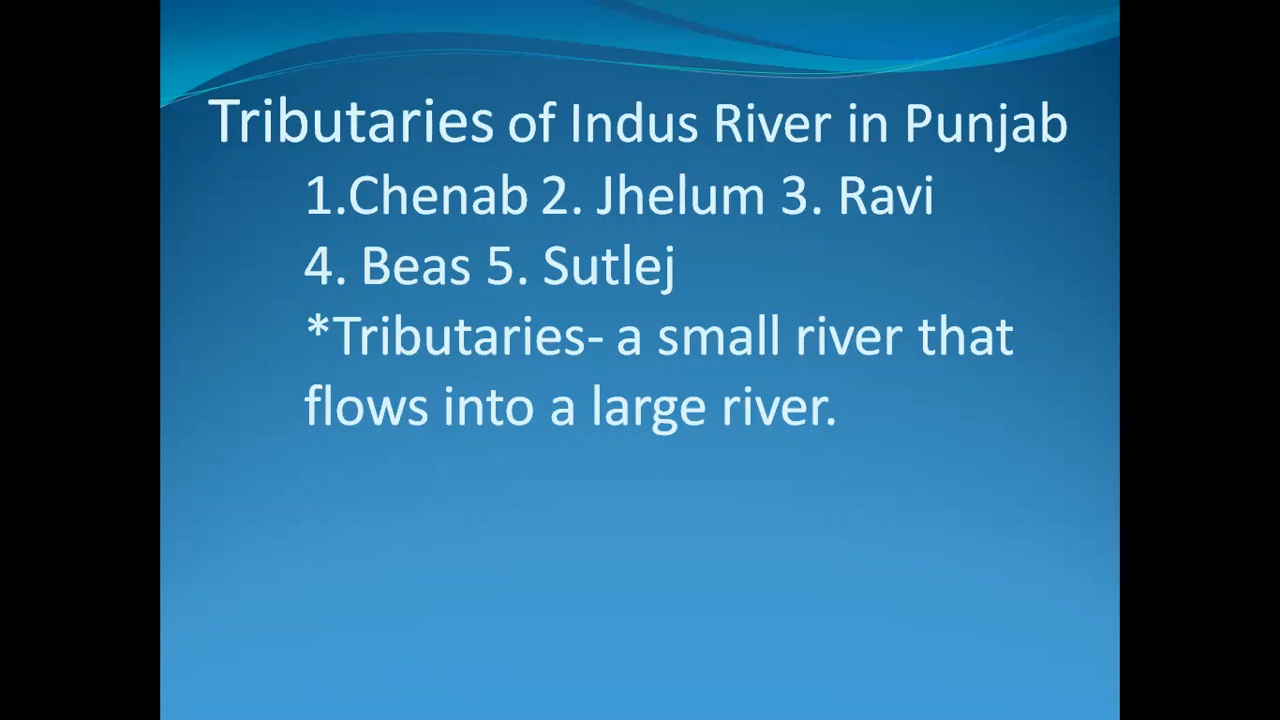 Tributaries of Indus River in Punjab
1.Chenab 2. Jhelum 3. Ravi
4. Beas 5. Sutlej
*Tributaries- a small river that
flows into a large river.